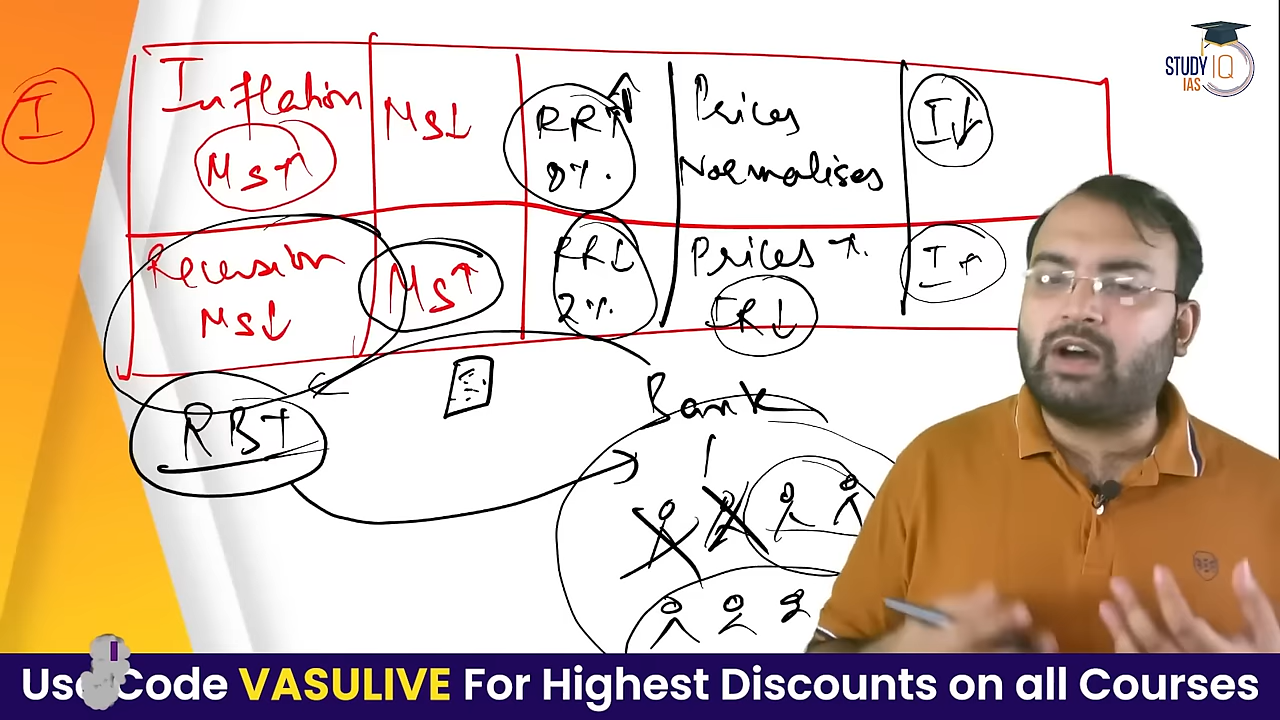 STUDY IQ
IAS
I
Inflation
MS↑
MS↓
RR↑
8%.
Prices
Normalises
I↓
Recession
MS↓
MS↑
RR↓
2%.
Prices ↑.
IR↓
I↑
RBI
Bank
Use Code VASULIVE For Highest Discounts on all Courses